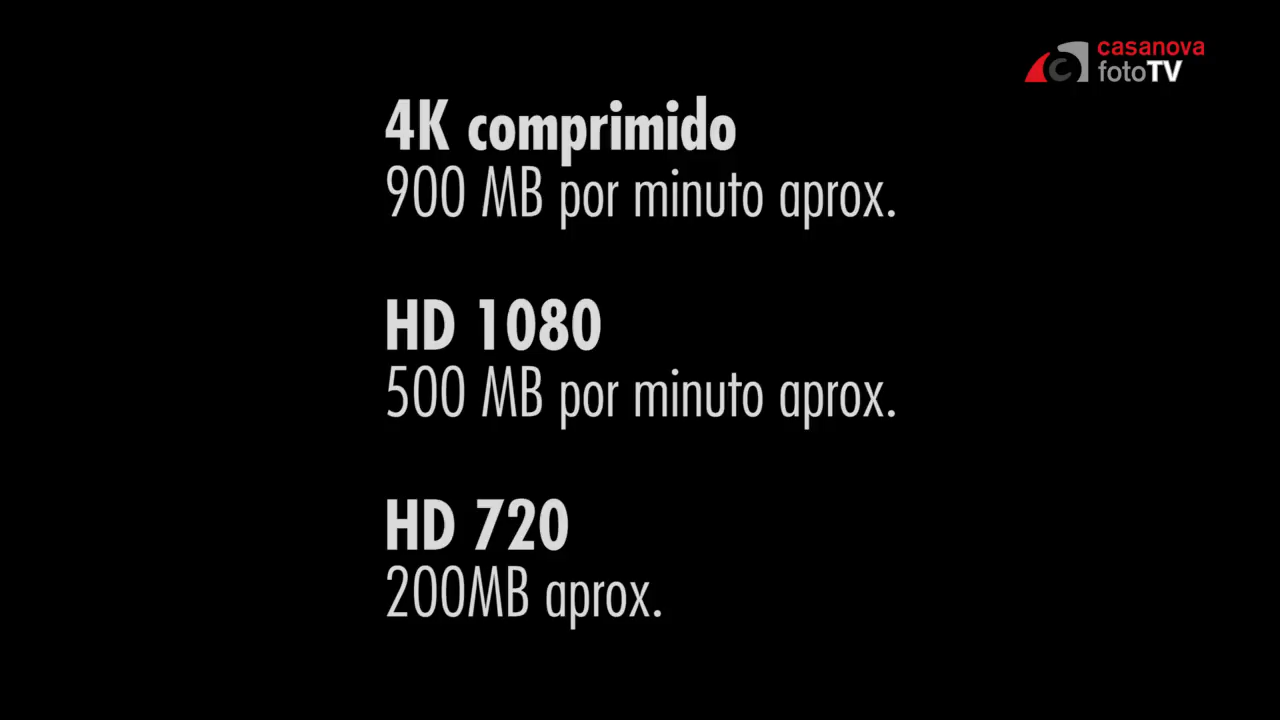 casanova
fotoTV
4K comprimido
900 MB por minuto aprox.
HD 1080
500 MB por minuto aprox.
HD 720
200MB aprox.